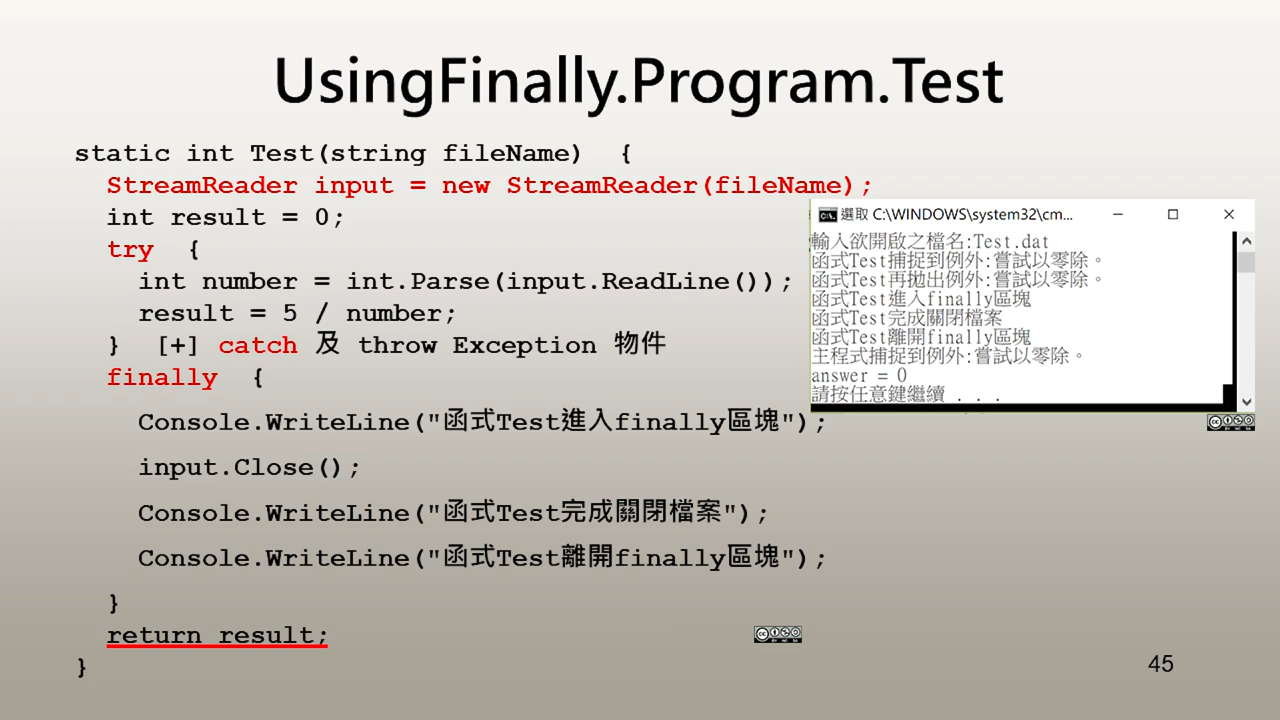 UsingFinally.Program.Test
static int Test(string fileName) {
StreamReader input = new StreamReader(fileName);
int result = 0;
try {
int number = int.Parse(input.ReadLine());
result = 5 / number;
} [+] catch 及 throw Exception 物件
finally {
Console.WriteLine("函式Test進入finally區塊");
input.Close();
Console.WriteLine("函式Test完成關閉檔案");
Console.WriteLine("函式Test離開finally區塊");
}
return result;
}
選取 C:\WINDOWS\system32\cm...
輸入欲開啟之檔名:Test.dat
函式Test捕捉到例外:嘗試以零除。
函式Test再拋出例外:嘗試以零除。
函式Test進入finally區塊
函式Test完成關閉檔案
函式Test離開finally區塊
主程式捕捉到例外:嘗試以零除。
answer = 0
請按任意鍵繼續 . . .
45